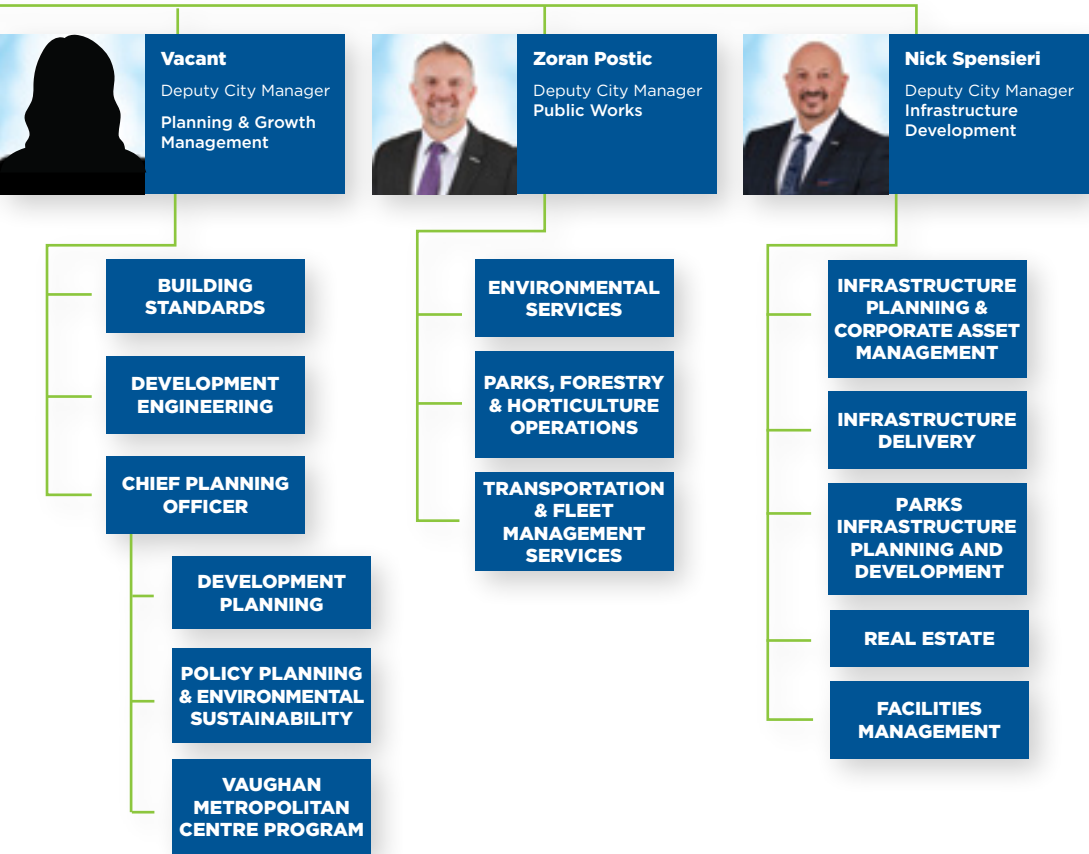 Vacant
Deputy City Manager
Planning & Growth
Management
Zoran Postic
Deputy City Manager
Public Works
Nick Spensieri
Deputy City Manager
Infrastructure
Development
BUILDING
STANDARDS
DEVELOPMENT
ENGINEERING
CHIEF PLANNING
OFFICER
DEVELOPMENT
PLANNING
POLICY PLANNING
& ENVIRONMENTAL
SUSTAINABILITY
VAUGHAN
METROPOLITAN
CENTRE PROGRAM
ENVIRONMENTAL
SERVICES
PARKS, FORESTRY
& HORTICULTURE
OPERATIONS
TRANSPORTATION
& FLEET
MANAGEMENT
SERVICES
INFRASTRUCTURE
PLANNING &
CORPORATE ASSET
MANAGEMENT
INFRASTRUCTURE
DELIVERY
PARKS
INFRASTRUCTURE
PLANNING AND
DEVELOPMENT
REAL ESTATE
FACILITIES
MANAGEMENT